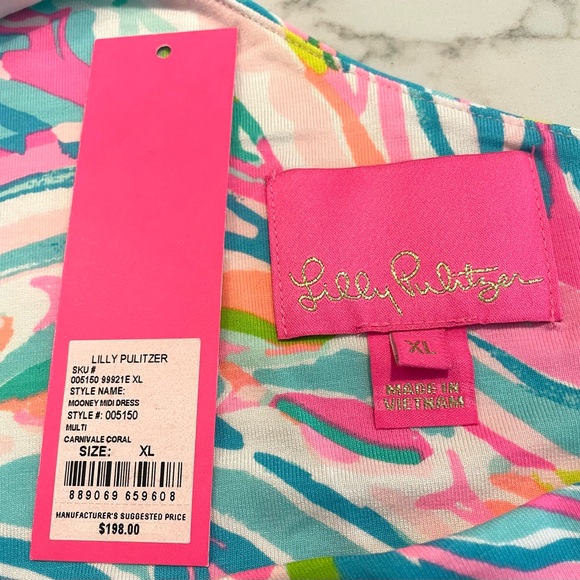 LILLY PULITZER
SKU #
005150 99921E XL
STYLE NAME:
MOONEY MIDI DRESS
STYLE #: 005150
MULTI
CARNIVALE CORAL
SIZE: XL
889069 659608
MANUFACTURER'S SUGGESTED PRICE
$198.00
Lilly Pulitzer
XL
MADE IN
VIETNAM